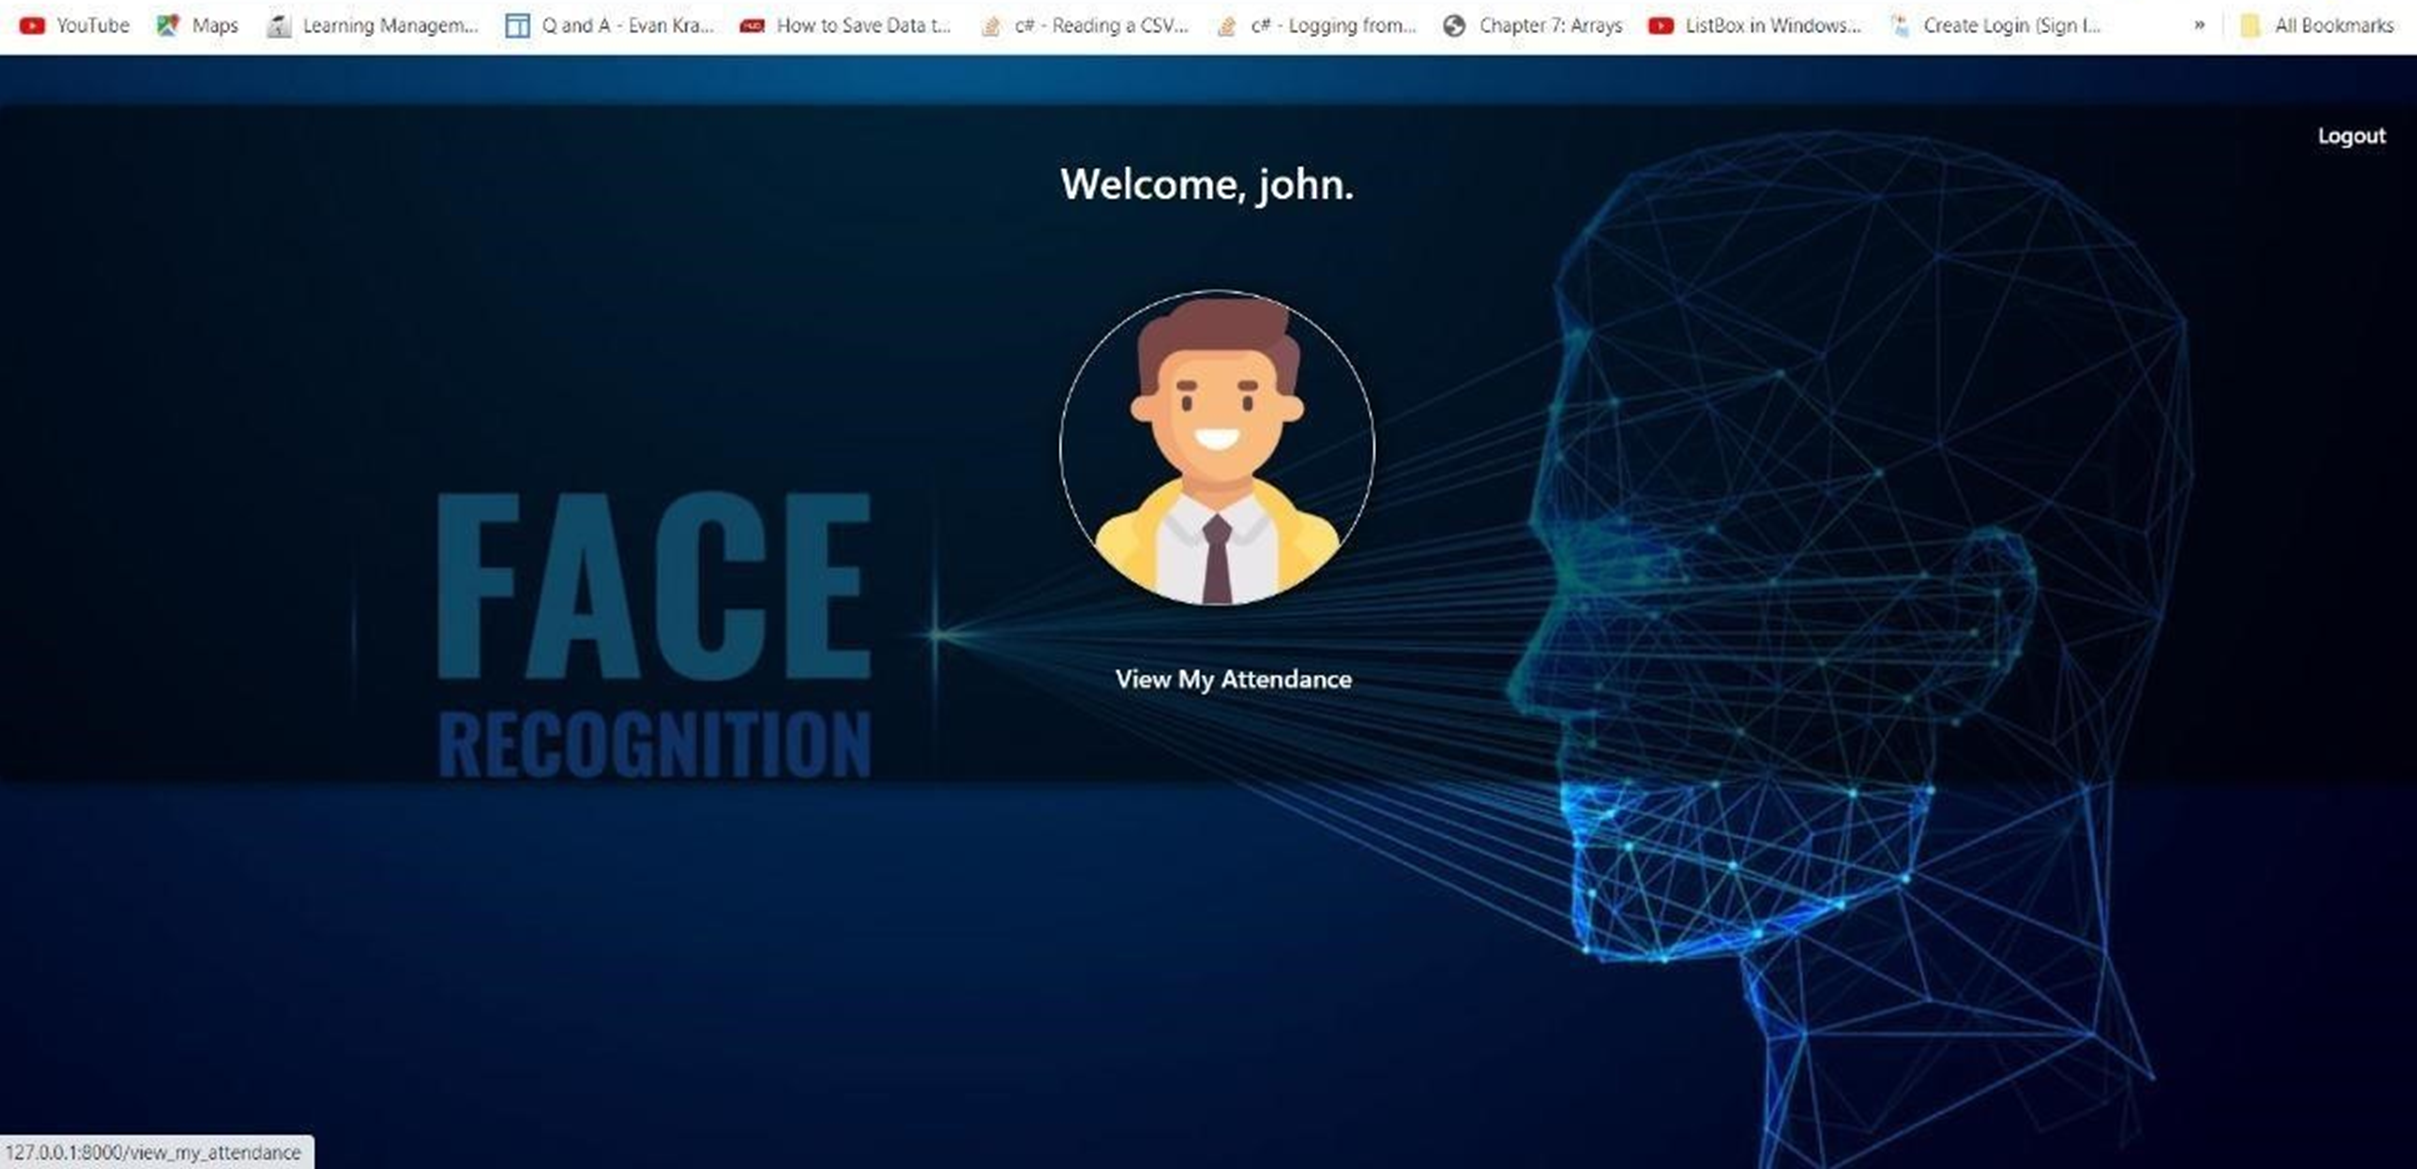 YouTube
Maps
Learning Managem...
Q and A - Evan Kra...
How to Save Data t...
c# - Reading a CSV...
c# - Logging from...
Chapter 7: Arrays
ListBox in Windows...
Create Login (Sign I...
»
All Bookmarks
Logout
Welcome, john.
FACE
RECOGNITION
View My Attendance
127.0.0.1:8000/view_my_attendance